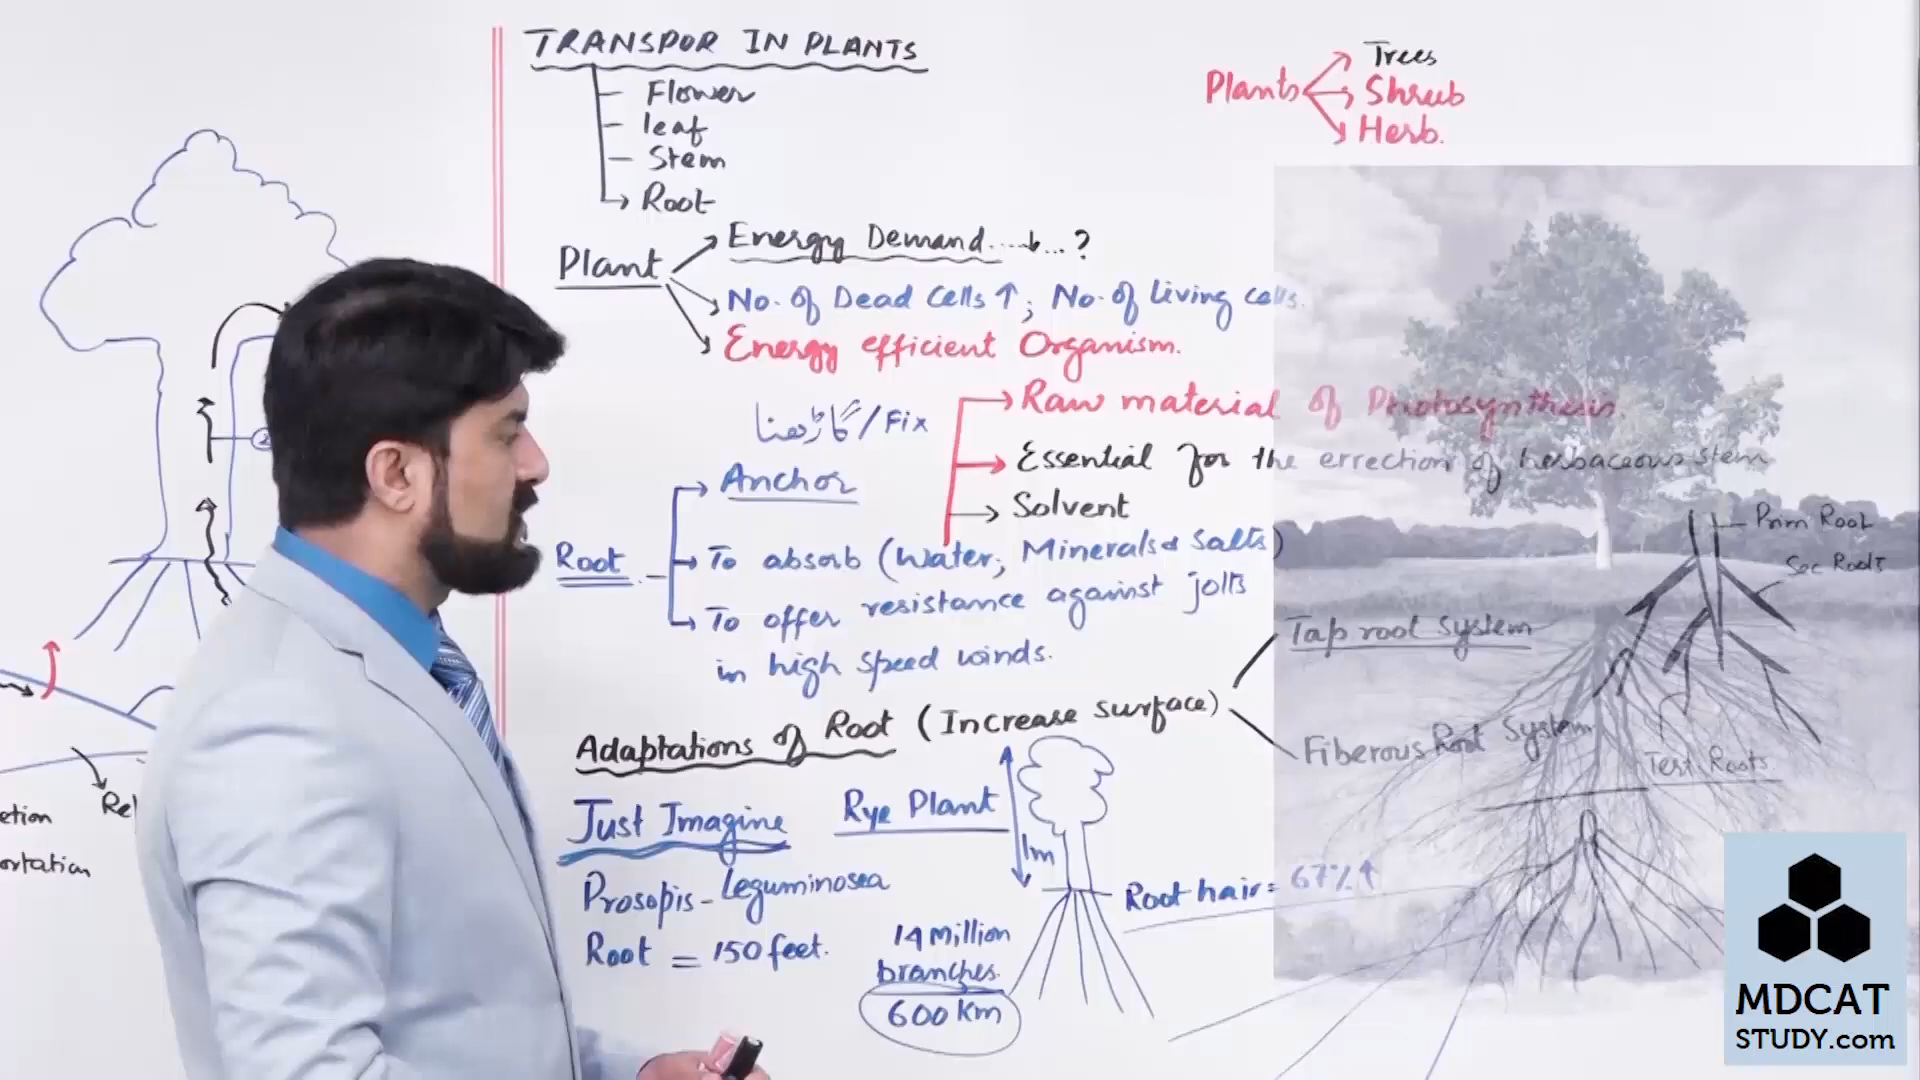 TRANSPOR IN PLANTS
Flower
leaf
Stem
Root
Plants
Trees
Shrub
Herb.
Plant
Energy Demand.....↓...?
No. of Dead Cells ↑ ; No. of living cells.
Energy efficient Organism.
گاڑھنا / Fix
Raw material of Photosynthesis.
Essential for the errection of herbaceous stem
Solvent
Anchor
Root
To absorb (Water, Minerals & Salts)
To offer resistance against jolts
in high speed winds.
Prim Root
Sec Roots
Tap root system
Adaptations of Root (Increase surface)
Fiberous Root System
Just Imagine
Rye Plant
1m
Prosopis - Leguminosea
Root = 150 feet.
14 Million
branches.
600 Km
Root hair = 67% ↑
etion
ortation
MDCAT
STUDY.com